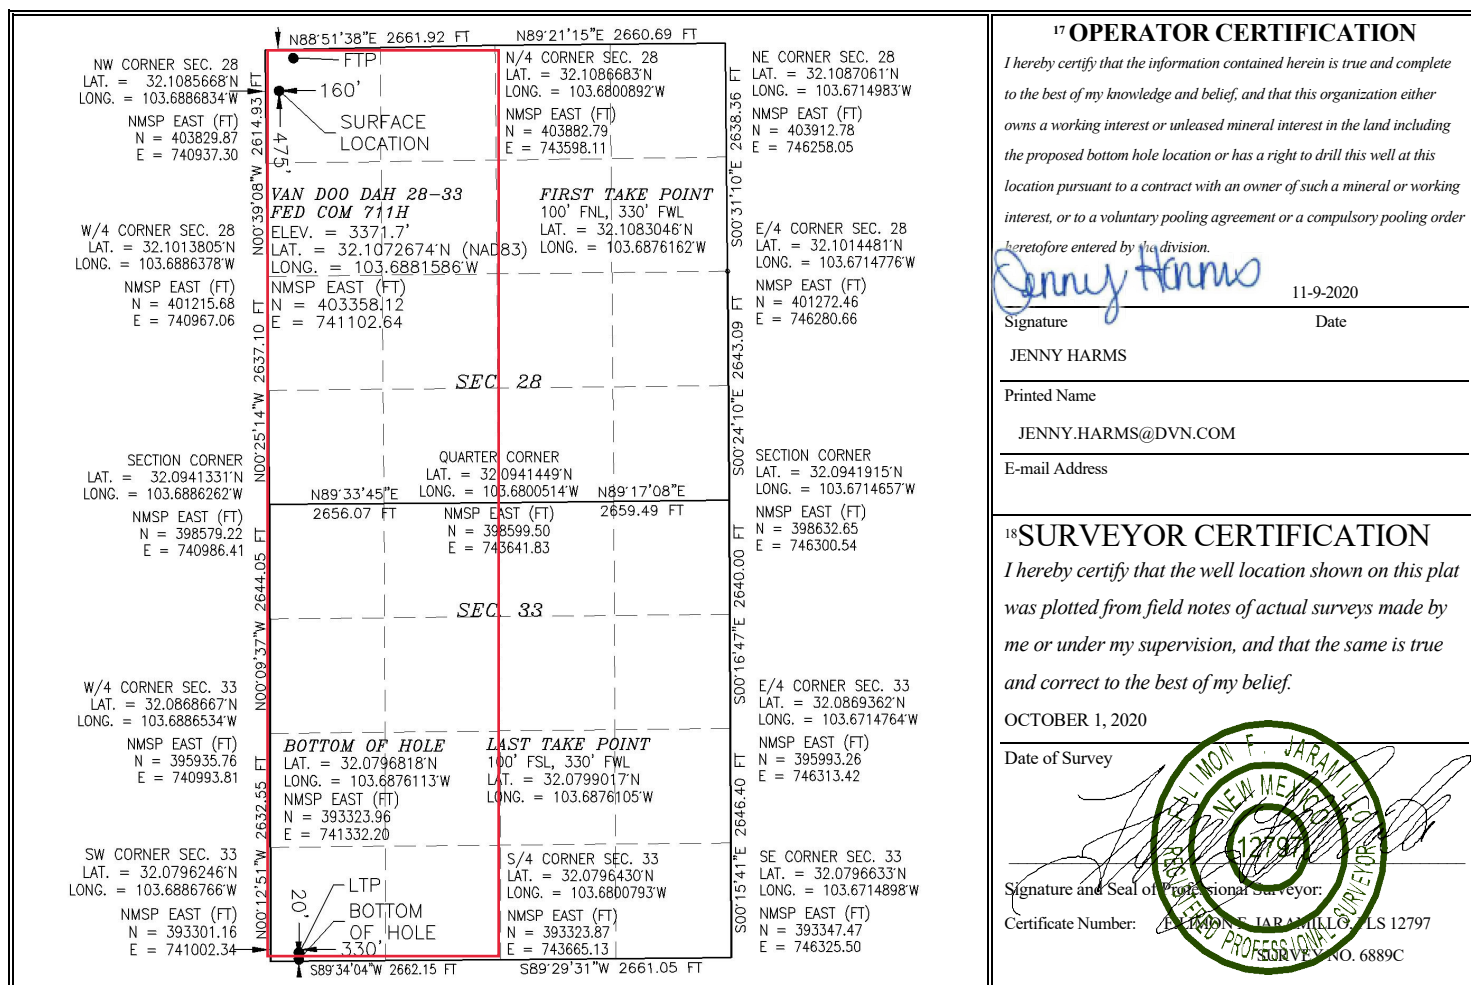 N88°51'38"E 2661.92 FT
N89°21'15"E 2660.69 FT
NW CORNER SEC. 28
LAT. = 32.1085668'N
LONG. = 103.6886834'W
NMSP EAST (FT)
N = 403829.87
E = 740937.30
FTP
160'
SURFACE
LOCATION
475'
N/4 CORNER SEC. 28
LAT. = 32.1086683'N
LONG. = 103.6800892'W
NMSP EAST (FT)
N = 403882.79
E = 743598.11
NE CORNER SEC. 28
LAT. = 32.1087061'N
LONG. = 103.6714983'W
NMSP EAST (FT)
N = 403912.78
E = 746258.05
N00°39'08"W 2614.93 FT
S00°31'10"E 2638.36 FT
VAN DOO DAH 28-33
FED COM 711H
ELEV. = 3371.7'
LAT. = 32.1072674'N (NAD83)
LONG. = 103.6881586'W
NMSP EAST (FT)
N = 403358.12
E = 741102.64
FIRST TAKE POINT
100' FNL, 330' FWL
LAT. = 32.1083046'N
LONG. = 103.6876162'W
W/4 CORNER SEC. 28
LAT. = 32.1013805'N
LONG. = 103.6886378'W
NMSP EAST (FT)
N = 401215.68
E = 740967.06
E/4 CORNER SEC. 28
LAT. = 32.1014481'N
LONG. = 103.6714776'W
NMSP EAST (FT)
N = 401272.46
E = 746280.66
N00°25'14"W 2637.10 FT
S00°24'10"E 2643.09 FT
SEC. 28
SECTION CORNER
LAT. = 32.0941331'N
LONG. = 103.6886262'W
NMSP EAST (FT)
N = 398579.22
E = 740986.41
QUARTER CORNER
LAT. = 32.0941449'N
LONG. = 103.6800514'W
N89°33'45"E
2656.07 FT
N89°17'08"E
2659.49 FT
NMSP EAST (FT)
N = 398599.50
E = 743641.83
SECTION CORNER
LAT. = 32.0941915'N
LONG. = 103.6714657'W
NMSP EAST (FT)
N = 398632.65
E = 746300.54
N00°09'37"W 2644.05 FT
S00°16'47"E 2640.00 FT
SEC. 33
W/4 CORNER SEC. 33
LAT. = 32.0868667'N
LONG. = 103.6886534'W
NMSP EAST (FT)
N = 395935.76
E = 740993.81
E/4 CORNER SEC. 33
LAT. = 32.0869362'N
LONG. = 103.6714764'W
NMSP EAST (FT)
N = 395993.26
E = 746313.42
BOTTOM OF HOLE
LAT. = 32.0796818'N
LONG. = 103.6876113'W
NMSP EAST (FT)
N = 393323.96
E = 741332.20
LAST TAKE POINT
100' FSL, 330' FWL
LAT. = 32.0799017'N
LONG. = 103.6876105'W
N00°12'51"W 2632.55 FT
S00°15'41"E 2646.40 FT
SW CORNER SEC. 33
LAT. = 32.0796246'N
LONG. = 103.6886766'W
NMSP EAST (FT)
N = 393301.16
E = 741002.34
20'
LTP
BOTTOM
OF HOLE
330'
S/4 CORNER SEC. 33
LAT. = 32.0796430'N
LONG. = 103.6800793'W
NMSP EAST (FT)
N = 393323.87
E = 743665.13
SE CORNER SEC. 33
LAT. = 32.0796633'N
LONG. = 103.6714898'W
NMSP EAST (FT)
N = 393347.47
E = 746325.50
S89°34'04"W 2662.15 FT
S89°29'31"W 2661.05 FT
17 OPERATOR CERTIFICATION
I hereby certify that the information contained herein is true and complete
to the best of my knowledge and belief, and that this organization either
owns a working interest or unleased mineral interest in the land including
the proposed bottom hole location or has a right to drill this well at this
location pursuant to a contract with an owner of such a mineral or working
interest, or to a voluntary pooling agreement or a compulsory pooling order
heretofore entered by the division.
Jenny Harms
11-9-2020
Signature Date
JENNY HARMS
Printed Name
JENNY.HARMS@DVN.COM
E-mail Address
18 SURVEYOR CERTIFICATION
I hereby certify that the well location shown on this plat
was plotted from field notes of actual surveys made by
me or under my supervision, and that the same is true
and correct to the best of my belief.
OCTOBER 1, 2020
Date of Survey
FILIMON F. JARAMILLO
NEW MEXICO
12797
REGISTERED PROFESSIONAL SURVEYOR
Signature and Seal of Professional Surveyor:
Certificate Number: FILIMON F. JARAMILLO, PLS 12797
SURVEY NO. 6889C